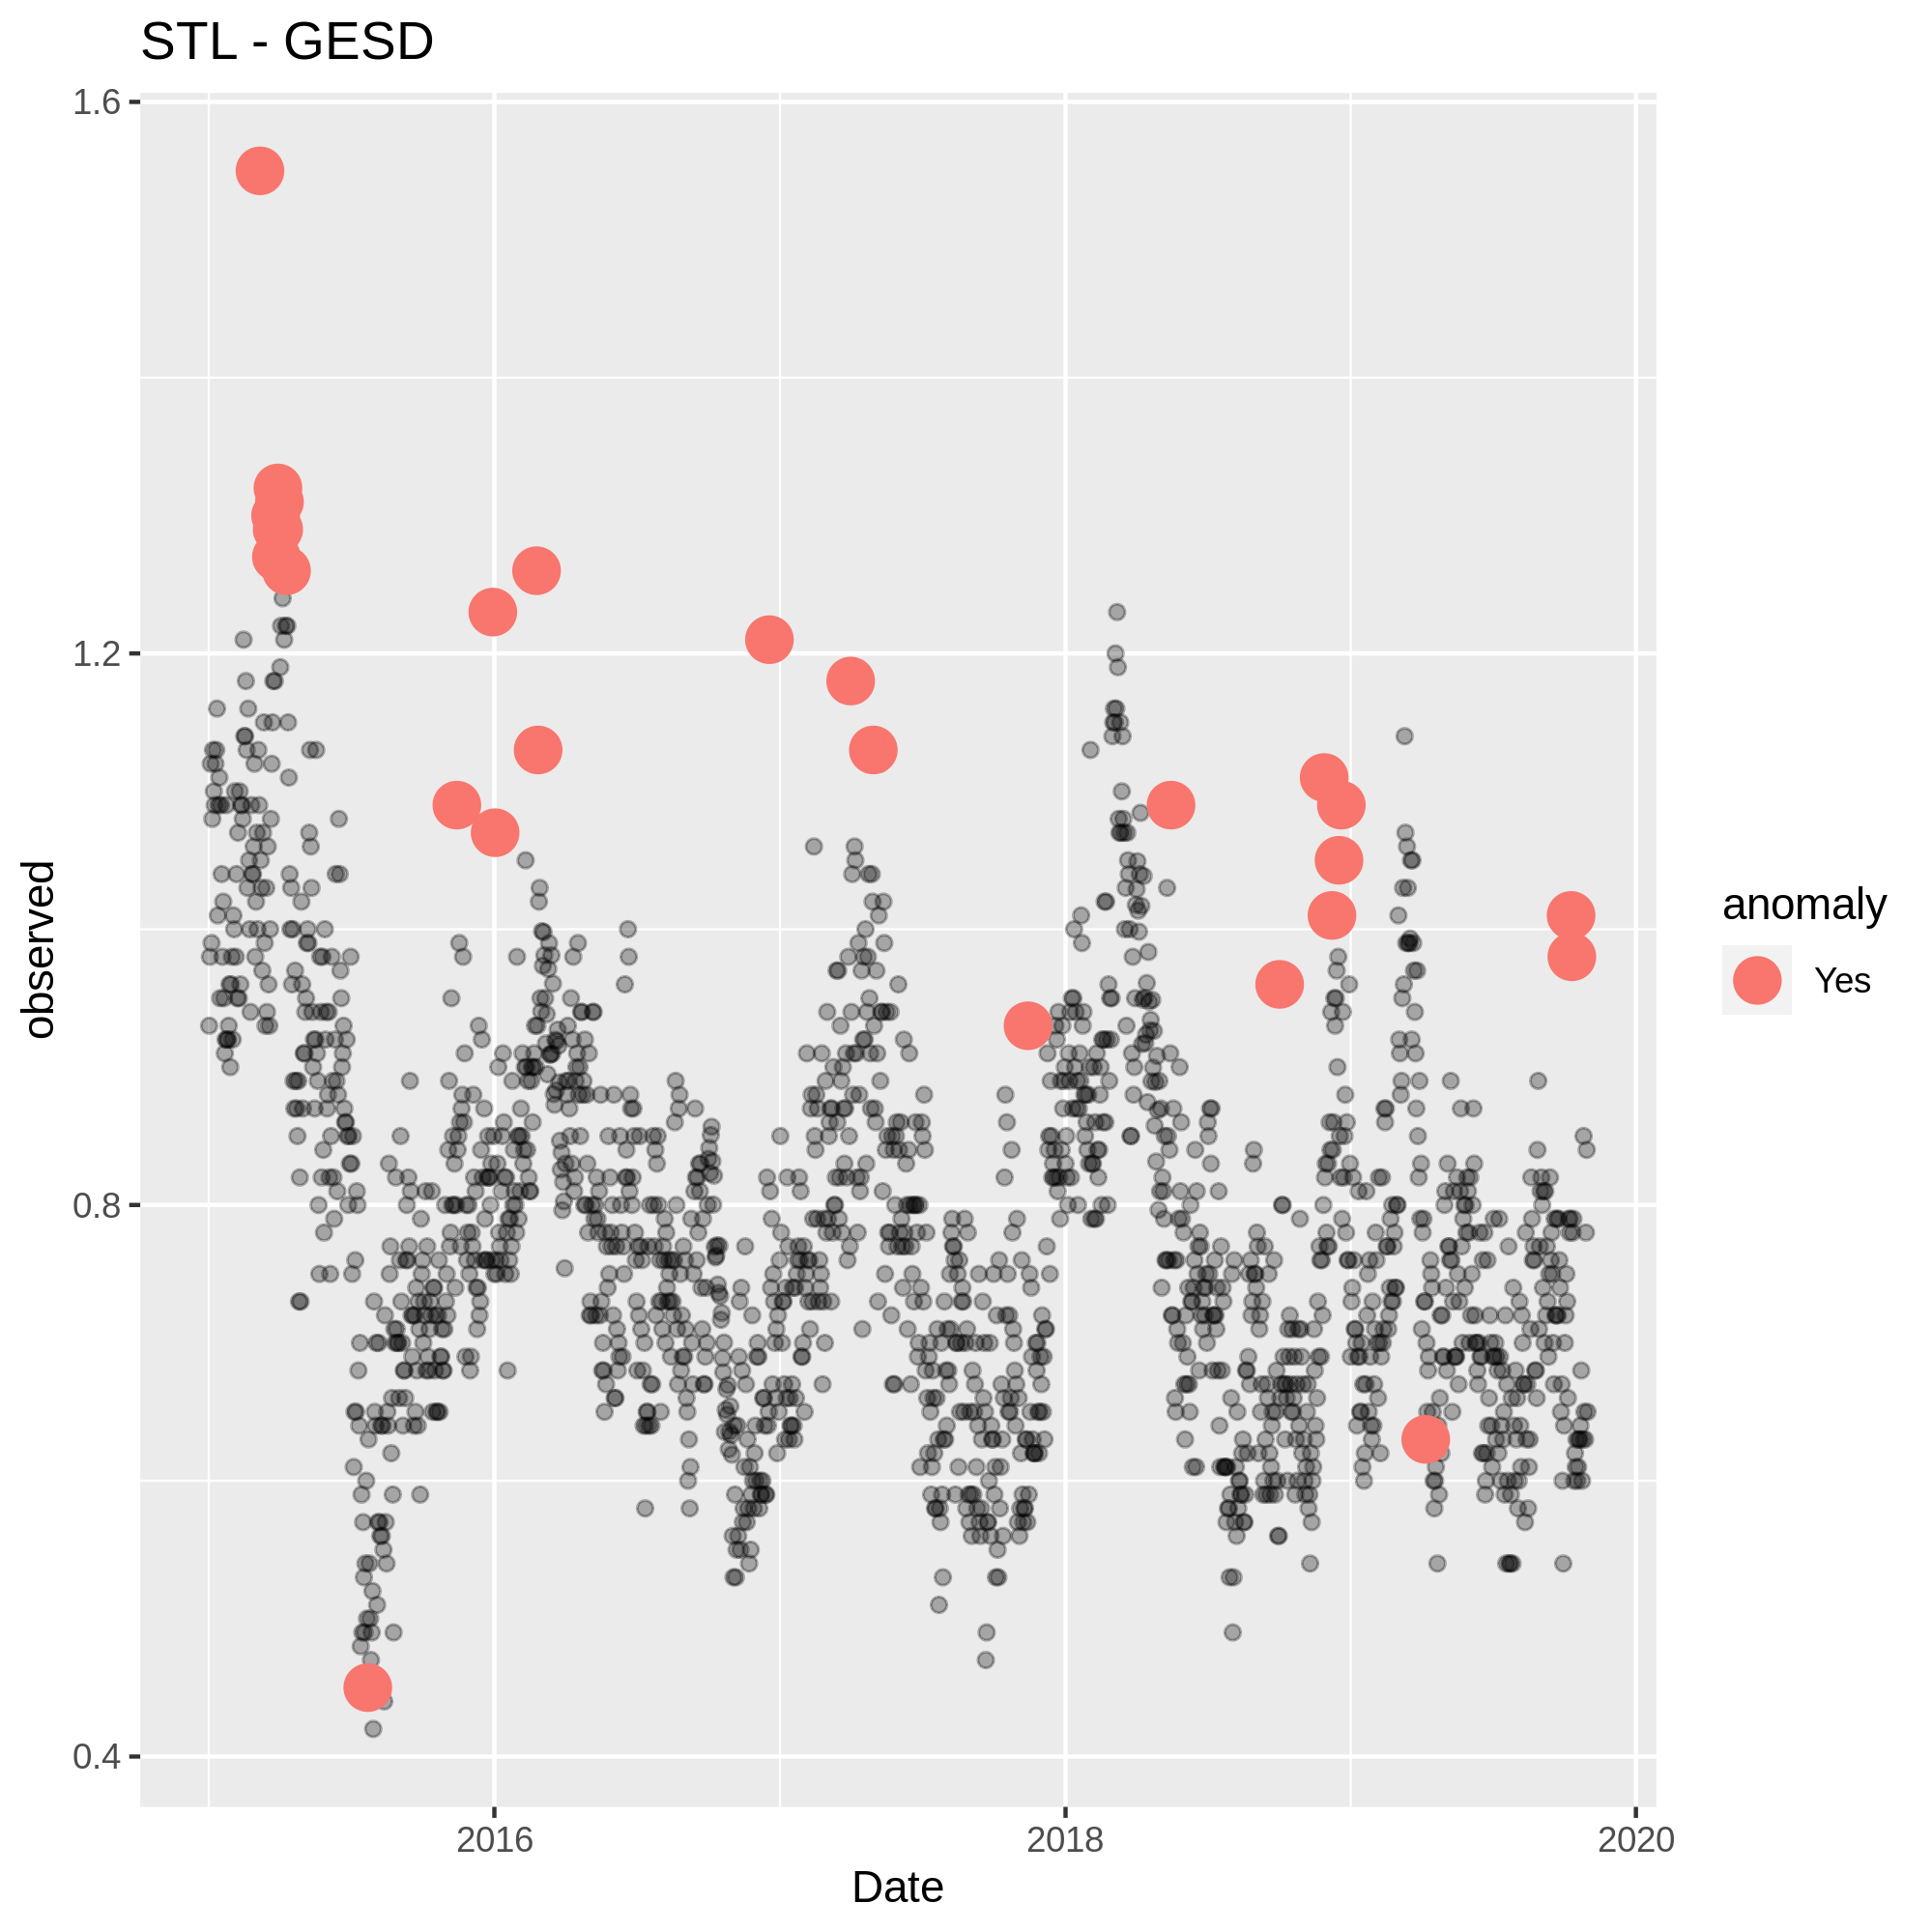 STL - GESD
1.6
1.2
0.8
0.4
observed
2016
2018
2020
Date
anomaly
Yes